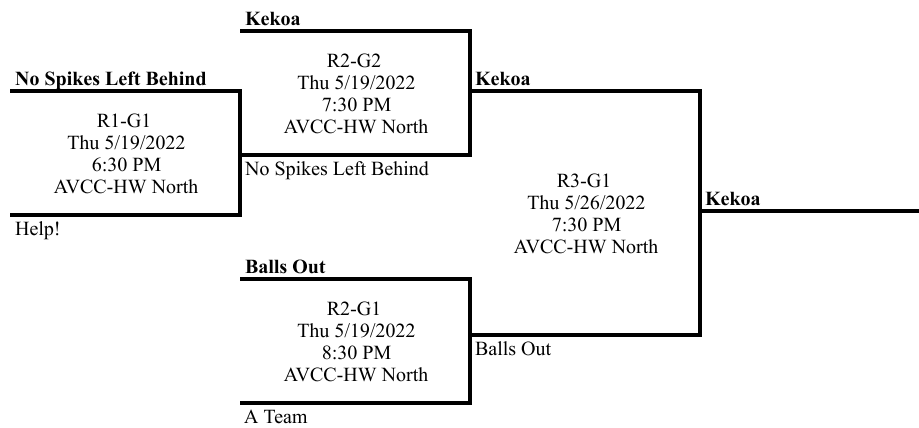 Kekoa
R2-G2
Thu 5/19/2022
7:30 PM
AVCC-HW North
No Spikes Left Behind
No Spikes Left Behind
R1-G1
Thu 5/19/2022
6:30 PM
AVCC-HW North
Help!
Kekoa
R3-G1
Thu 5/26/2022
7:30 PM
AVCC-HW North
Kekoa
Balls Out
R2-G1
Thu 5/19/2022
8:30 PM
AVCC-HW North
A Team
Balls Out